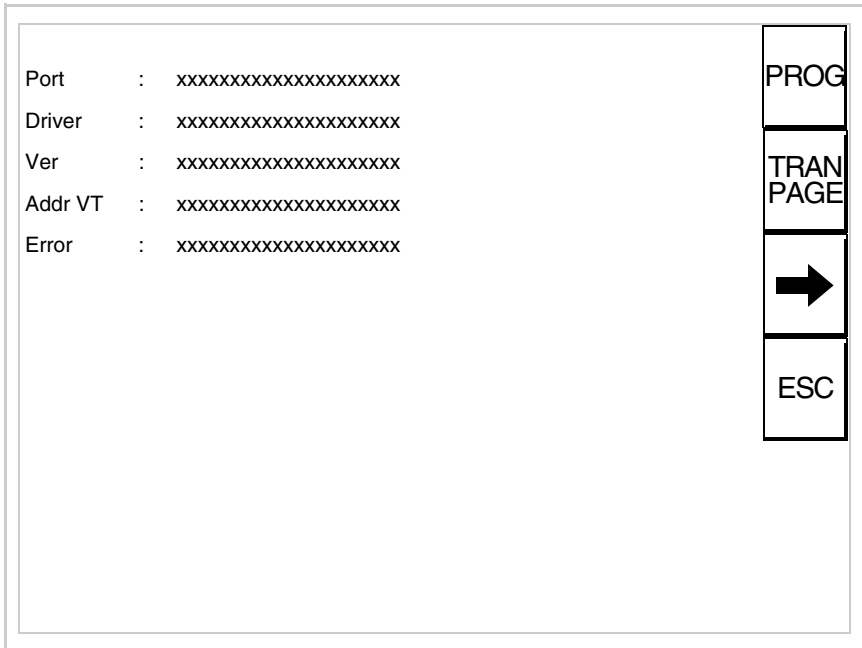 Port : xxxxxxxxxxxxxxxxxxxxx
Driver : xxxxxxxxxxxxxxxxxxxxx
Ver : xxxxxxxxxxxxxxxxxxxxx
Addr VT : xxxxxxxxxxxxxxxxxxxxx
Error : xxxxxxxxxxxxxxxxxxxxx
PROG
TRAN
PAGE
ESC